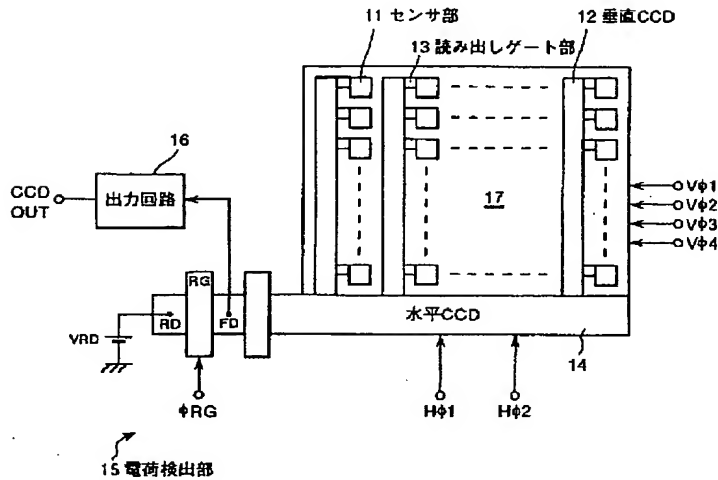 11 センサ部
12 垂直CCD
13 読み出しゲート部
16
CCD
OUT
出力回路
17
Vφ1
Vφ2
Vφ3
Vφ4
RG
RD
FD
水平CCD
VRD
14
φRG
Hφ1
Hφ2
15 電荷検出部